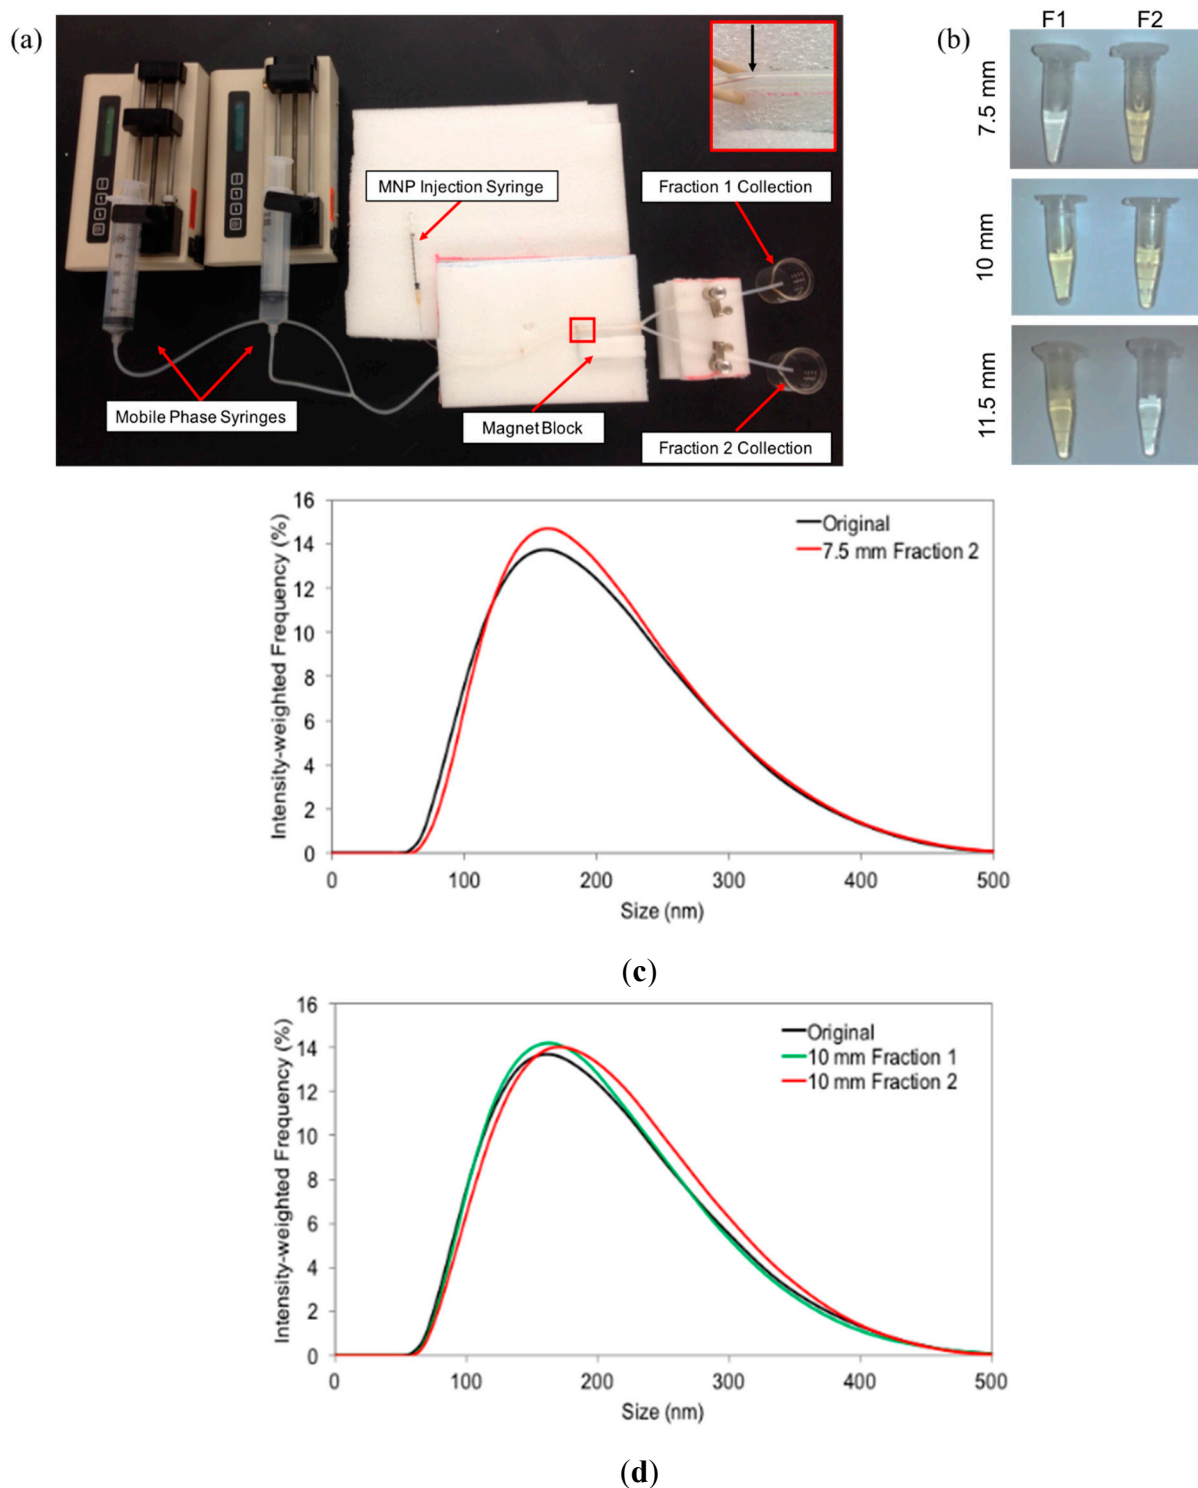 (a)
MNP Injection Syringe
Fraction 1 Collection
Mobile Phase Syringes
Magnet Block
Fraction 2 Collection
(b)
F1 F2
7.5 mm
10 mm
11.5 mm
16
14
12
10
8
6
4
2
0
Intensity-weighted Frequency (%)
Original
7.5 mm Fraction 2
0 100 200 300 400 500
Size (nm)
(c)
16
14
12
10
8
6
4
2
0
Intensity-weighted Frequency (%)
Original
10 mm Fraction 1
10 mm Fraction 2
0 100 200 300 400 500
Size (nm)
(d)